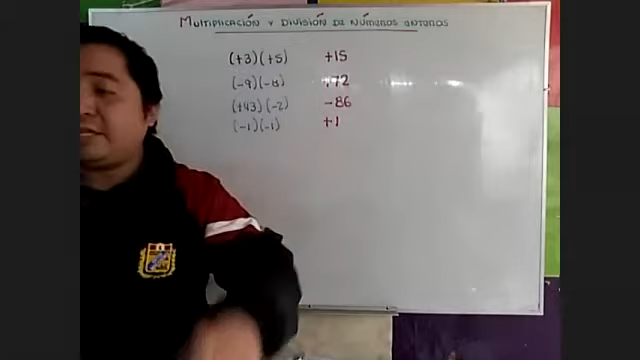 Multiplicación y división de números enteros
(+3)(+5) +15
(-9)(-8) +72
(+43)(-2) -86
(-1)(-1) +1